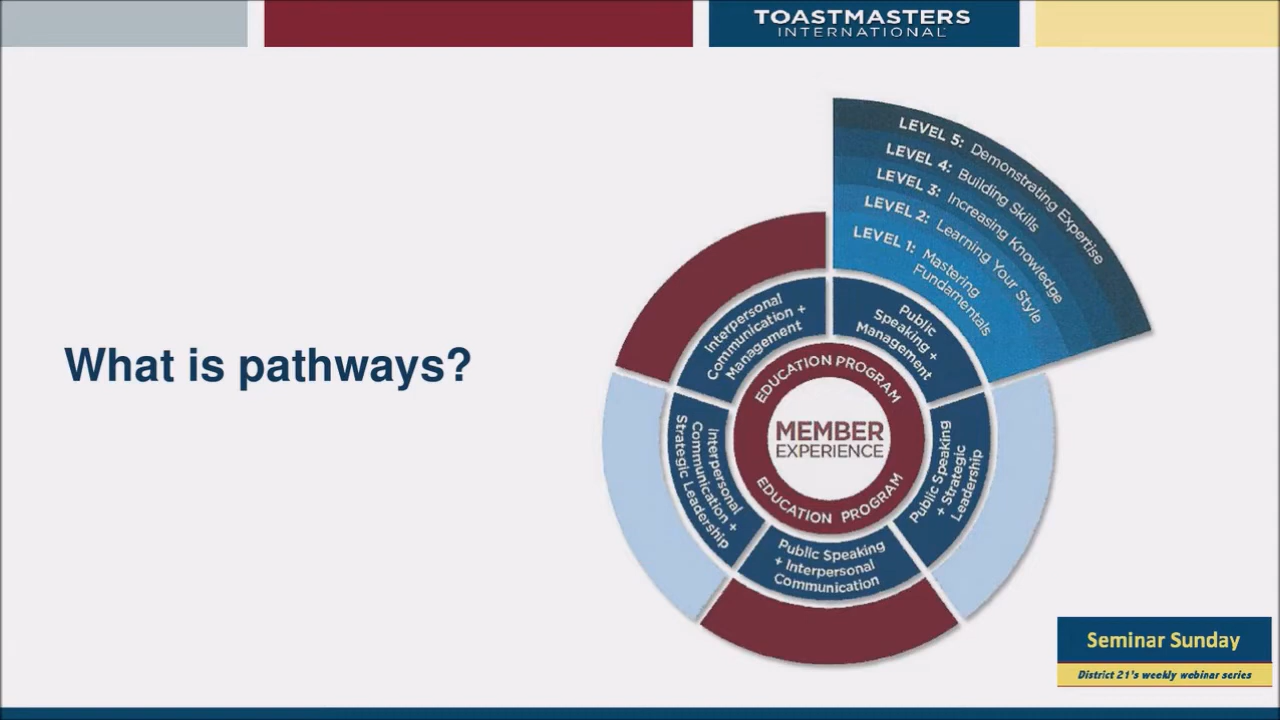 TOASTMASTERS
INTERNATIONAL
What is pathways?
LEVEL 5: Demonstrating Expertise
LEVEL 4: Building Skills
LEVEL 3: Increasing Knowledge
LEVEL 2: Learning Your Style
LEVEL 1: Mastering
Fundamentals
Interpersonal
Communication +
Management
Public
Speaking +
Management
EDUCATION PROGRAM
MEMBER
EXPERIENCE
EDUCATION PROGRAM
Interpersonal
Communication +
Strategic Leadership
Public Speaking
+ Strategic
Leadership
Public Speaking
+ Interpersonal
Communication
Seminar Sunday
District 21's weekly webinar series